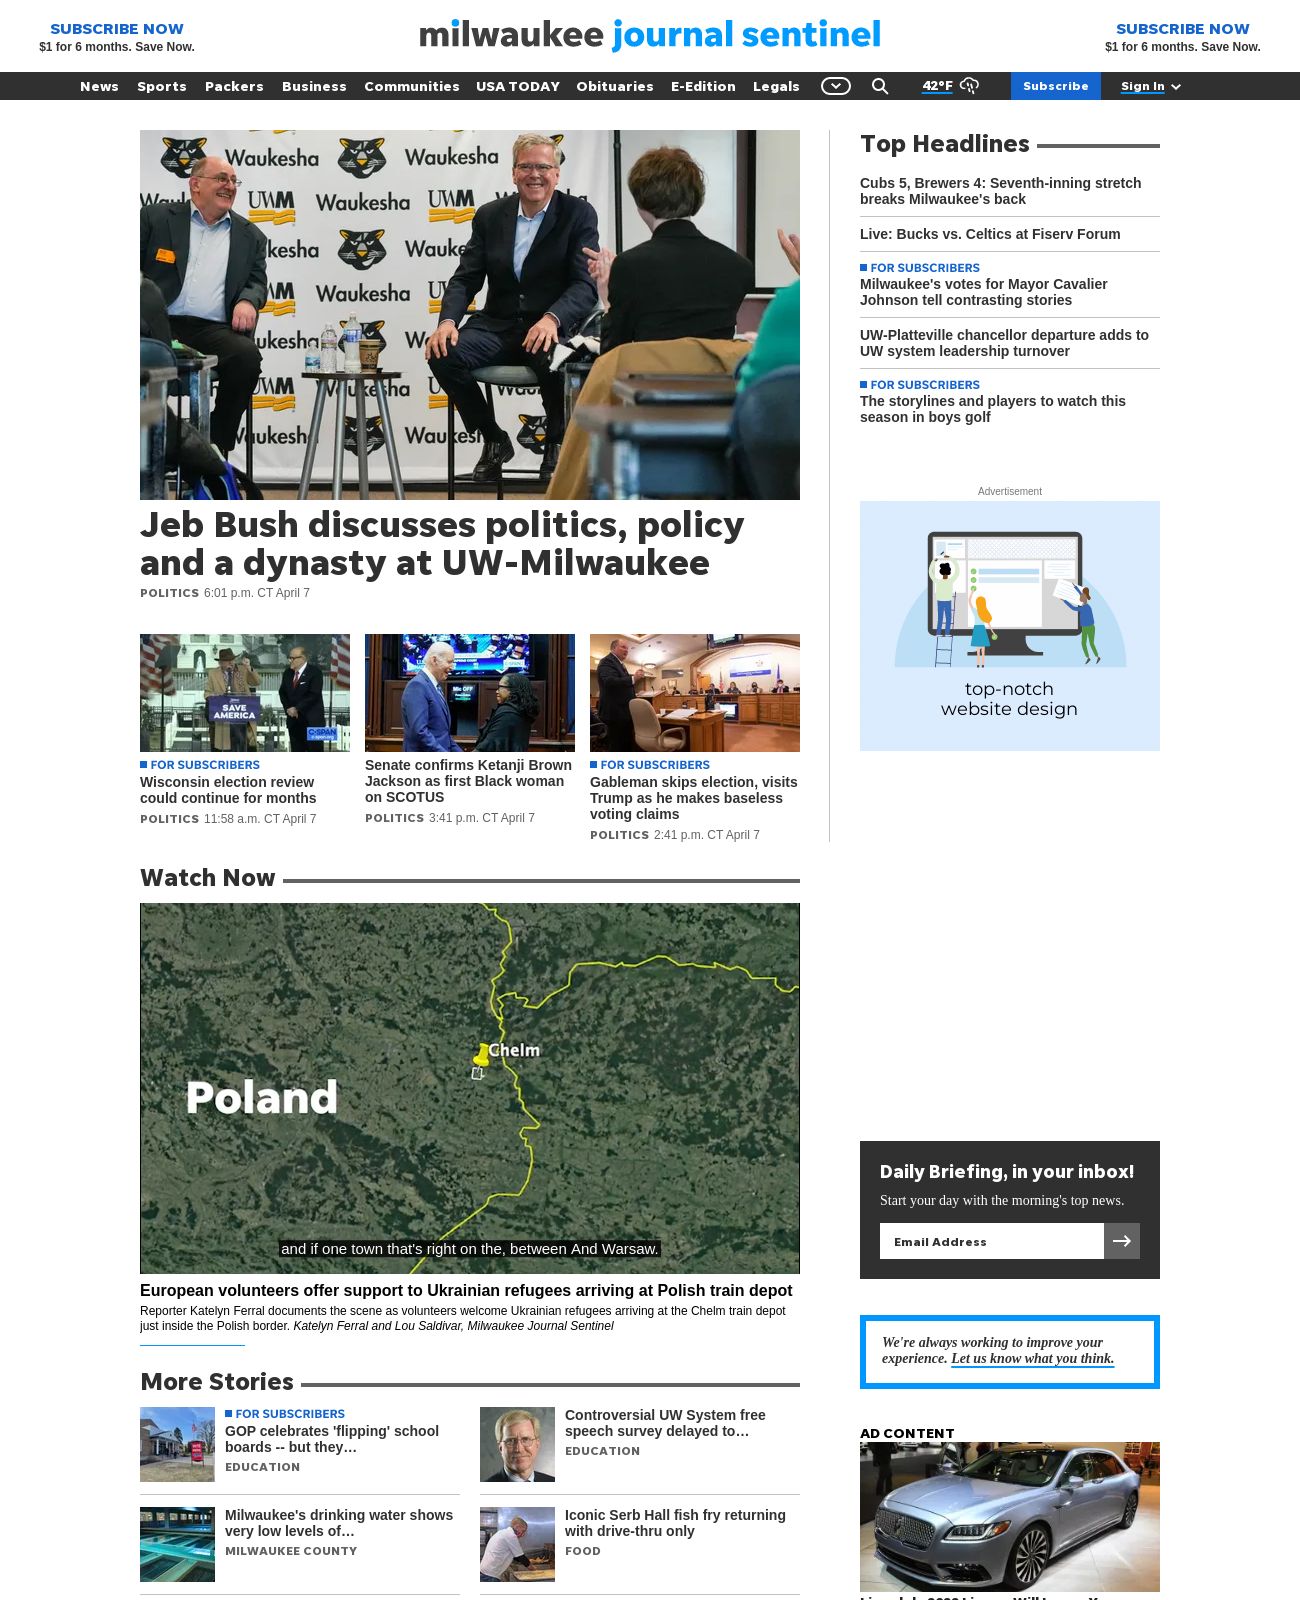 SUBSCRIBE NOW
$1 for 6 months. Save Now.
milwaukee journal sentinel
SUBSCRIBE NOW
$1 for 6 months. Save Now.
News Sports Packers Business Communities USA TODAY Obituaries E-Edition Legals 42°F Subscribe Sign In
Waukesha Waukesha
UWM Waukesha UWM Waukesha
Waukesha
Jeb Bush discusses politics, policy
and a dynasty at UW-Milwaukee
POLITICS 6:01 p.m. CT April 7
SAVE
AMERICA
C-SPAN
c-span.org
FOR SUBSCRIBERS
Wisconsin election review
could continue for months
POLITICS 11:58 a.m. CT April 7
Mic OFF
Senate confirms Ketanji Brown
Jackson as first Black woman
on SCOTUS
POLITICS 3:41 p.m. CT April 7
FOR SUBSCRIBERS
Gableman skips election, visits
Trump as he makes baseless
voting claims
POLITICS 2:41 p.m. CT April 7
Top Headlines
Cubs 5, Brewers 4: Seventh-inning stretch
breaks Milwaukee's back
Live: Bucks vs. Celtics at Fiserv Forum
FOR SUBSCRIBERS
Milwaukee's votes for Mayor Cavalier
Johnson tell contrasting stories
UW-Platteville chancellor departure adds to
UW system leadership turnover
FOR SUBSCRIBERS
The storylines and players to watch this
season in boys golf
Advertisement
top-notch
website design
Watch Now
Chelm
Poland
and if one town that's right on the, between And Warsaw.
European volunteers offer support to Ukrainian refugees arriving at Polish train depot
Reporter Katelyn Ferral documents the scene as volunteers welcome Ukrainian refugees arriving at the Chelm train depot
just inside the Polish border. Katelyn Ferral and Lou Saldivar, Milwaukee Journal Sentinel
More Stories
FOR SUBSCRIBERS
GOP celebrates 'flipping' school
boards -- but they…
EDUCATION
Controversial UW System free
speech survey delayed to…
EDUCATION
Milwaukee's drinking water shows
very low levels of…
MILWAUKEE COUNTY
Iconic Serb Hall fish fry returning
with drive-thru only
FOOD
Daily Briefing, in your inbox!
Start your day with the morning's top news.
Email Address
We're always working to improve your
experience. Let us know what you think.
AD CONTENT